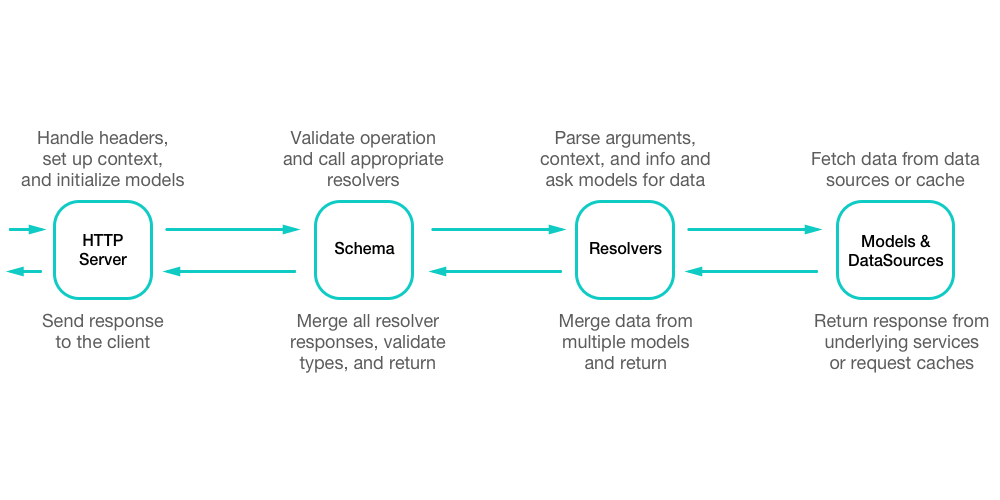 Handle headers,
set up context,
and initialize models
Validate operation
and call appropriate
resolvers
Parse arguments,
context, and info and
ask models for data
Fetch data from data
sources or cache
HTTP
Server
Schema
Resolvers
Models &
DataSources
Send response
to the client
Merge all resolver
responses, validate
types, and return
Merge data from
multiple models
and return
Return response from
underlying services
or request caches